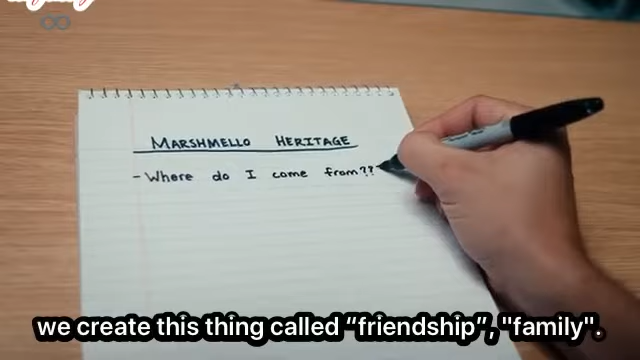 MARSHMELLO HERITAGE
- Where do I come from??
we create this thing called “friendship”, "family".